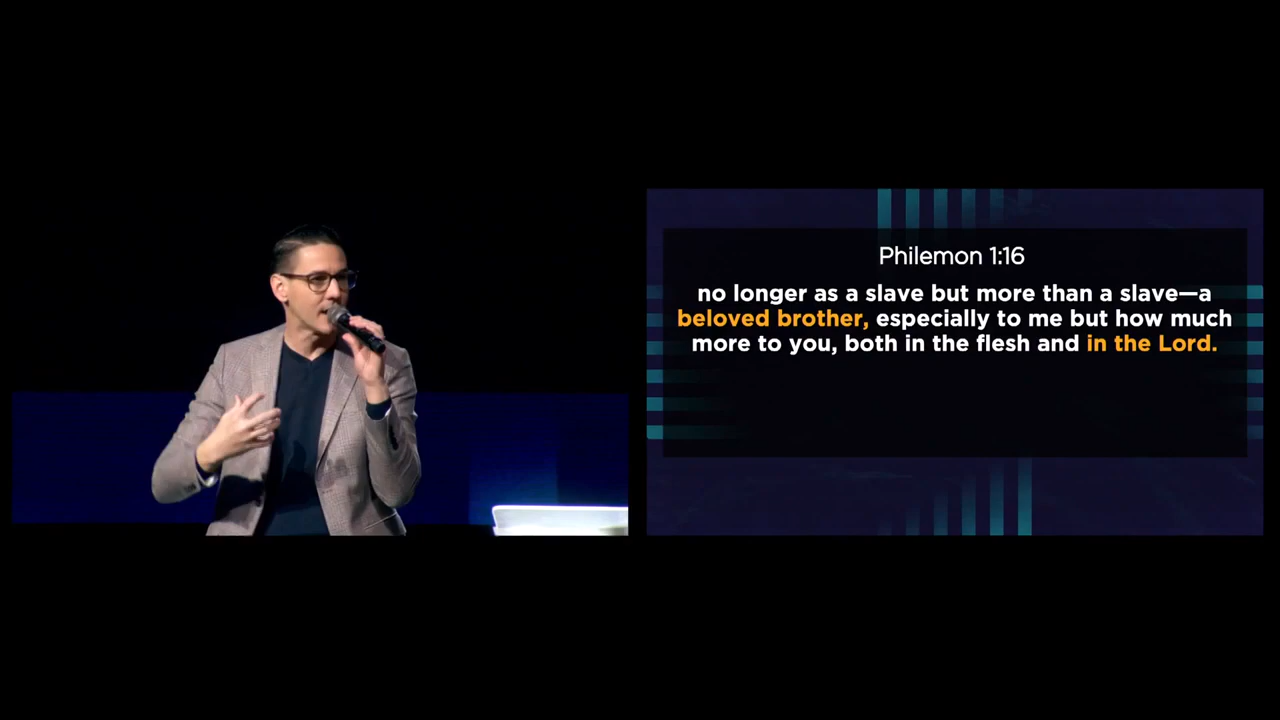 Philemon 1:16
no longer as a slave but more than a slave—a
beloved brother, especially to me but how much
more to you, both in the flesh and in the Lord.